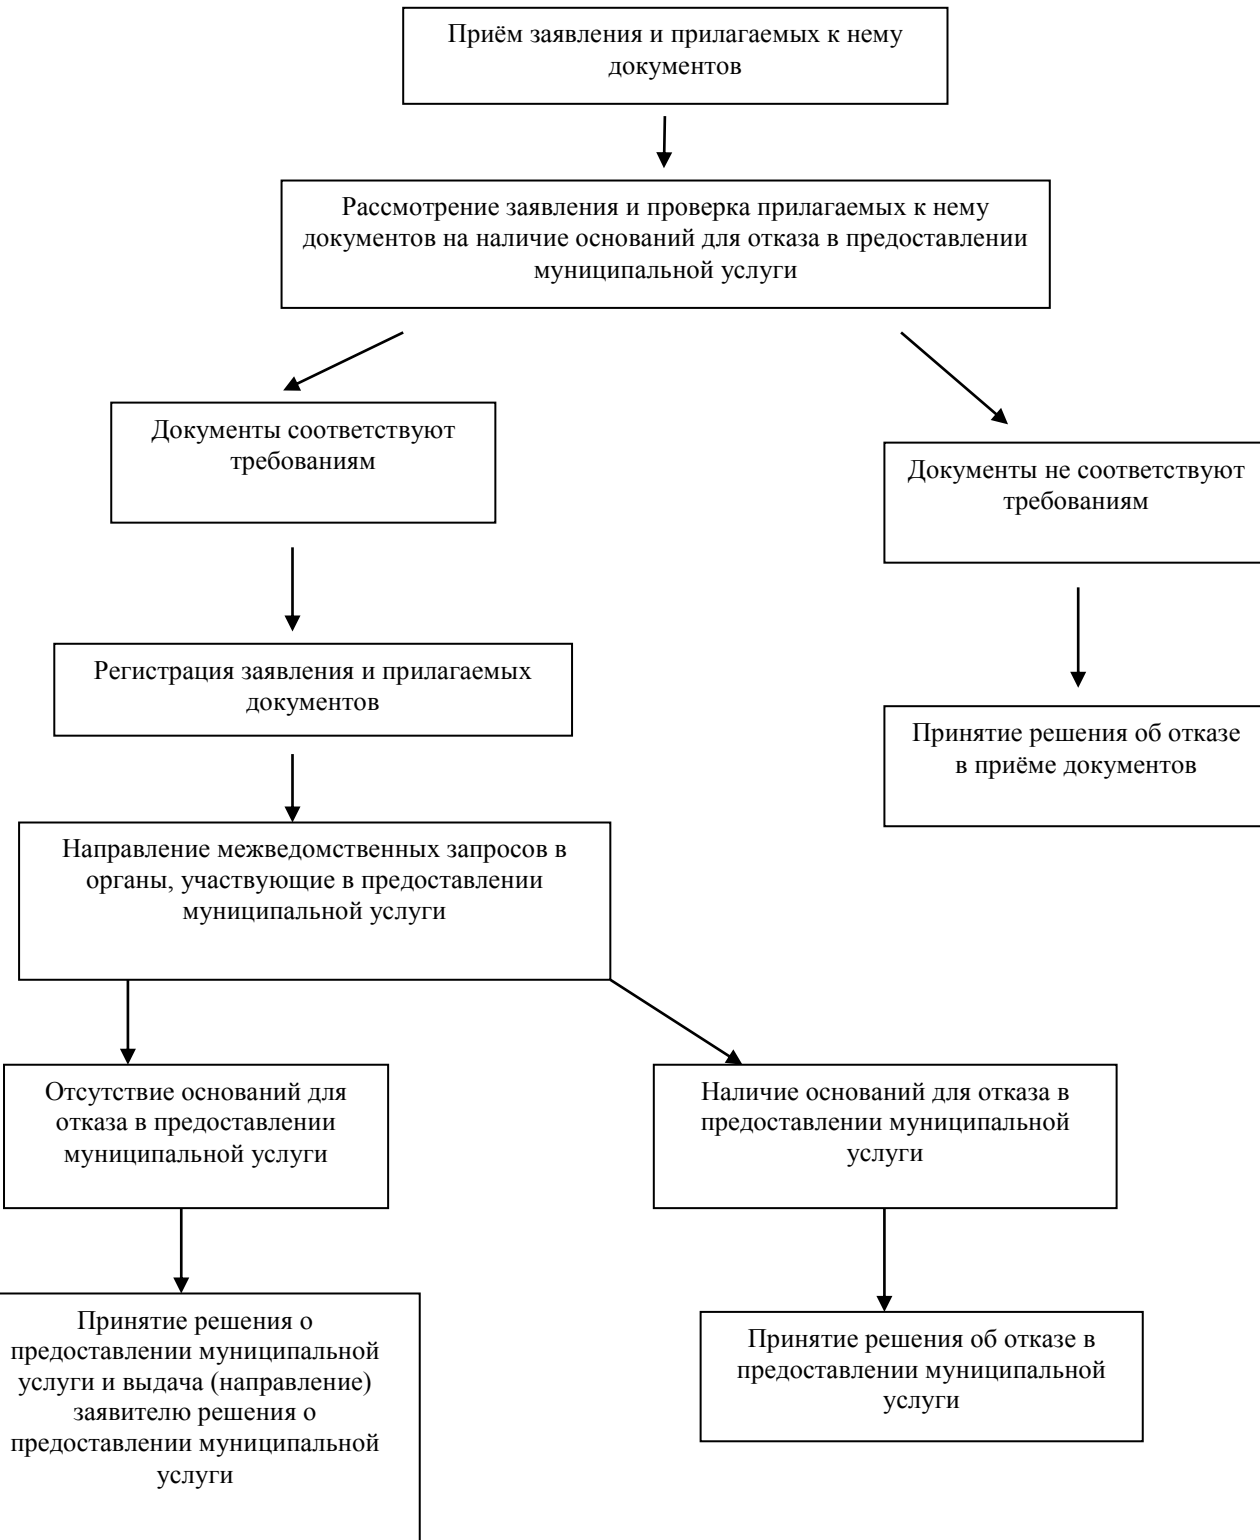 Приём заявления и прилагаемых к нему
документов
Рассмотрение заявления и проверка прилагаемых к нему
документов на наличие оснований для отказа в предоставлении
муниципальной услуги
Документы соответствуют
требованиям
Документы не соответствуют
требованиям
Регистрация заявления и прилагаемых
документов
Принятие решения об отказе
в приёме документов
Направление межведомственных запросов в
органы, участвующие в предоставлении
муниципальной услуги
Отсутствие оснований для
отказа в предоставлении
муниципальной услуги
Наличие оснований для отказа в
предоставлении муниципальной
услуги
Принятие решения о
предоставлении муниципальной
услуги и выдача (направление)
заявителю решения о
предоставлении муниципальной
услуги
Принятие решения об отказе в
предоставлении муниципальной
услуги